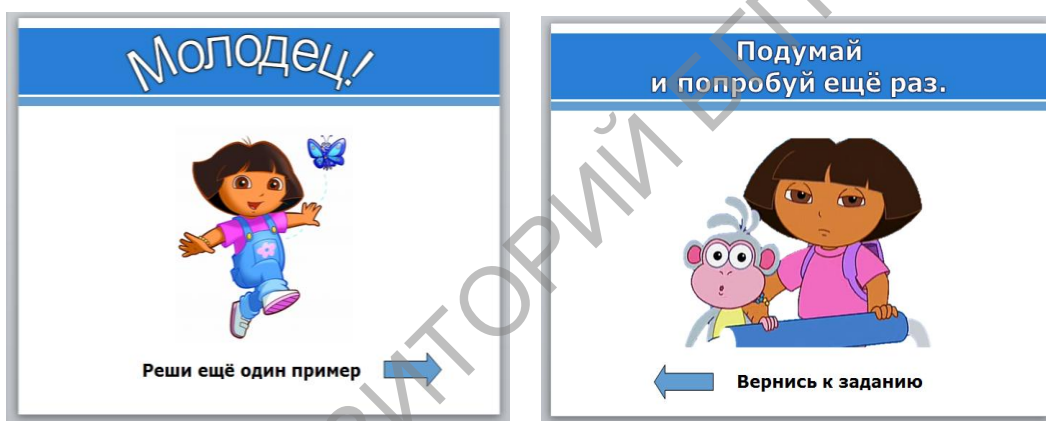 Молодец!
Реши ещё один пример
Подумай
и попробуй ещё раз.
Вернись к заданию